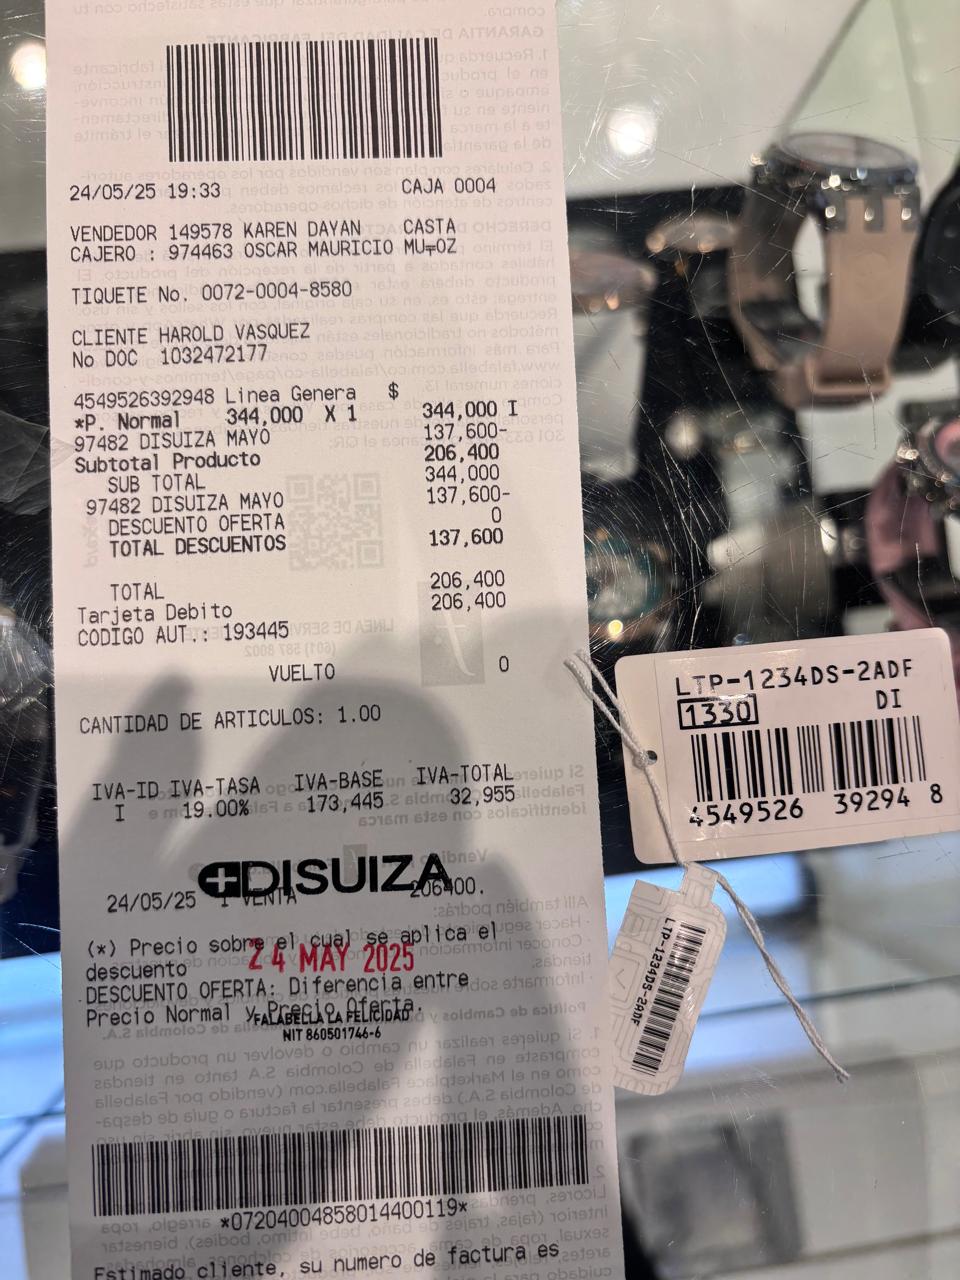 24/05/25 19:33 CAJA 0004
VENDEDOR 149578 KAREN DAYAN CASTA
CAJERO : 974463 OSCAR MAURICIO MU╤OZ
TIQUETE No. 0072-0004-8580
CLIENTE HAROLD VASQUEZ
No DOC 1032472177
4549526392948 Linea Genera $
*P. Normal 344,000 X 1 344,000 I
97482 DISUIZA MAYO 137,600-
Subtotal Producto 206,400
SUB TOTAL 344,000
97482 DISUIZA MAYO 137,600-
DESCUENTO OFERTA 0
TOTAL DESCUENTOS 137,600
TOTAL 206,400
Tarjeta Debito 206,400
CODIGO AUT.: 193445
VUELTO 0
CANTIDAD DE ARTICULOS: 1.00
IVA-ID IVA-TASA IVA-BASE IVA-TOTAL
I 19.00% 173,445 32,955
DISUIZA
24/05/25 1 VENTA 206400.
(*) Precio sobre el cual se aplica el
descuento
24 MAY 2025
DESCUENTO OFERTA: Diferencia entre
Precio Normal y Precio Oferta.
FALABELLA LA FELICIDAD
NIT 860501746-6
*07204004858014400119*
Estimado cliente, su numero de factura es
LTP-1234DS-2ADF
1330 DI
4549526 39294 8
LTP-1234DS-2ADF